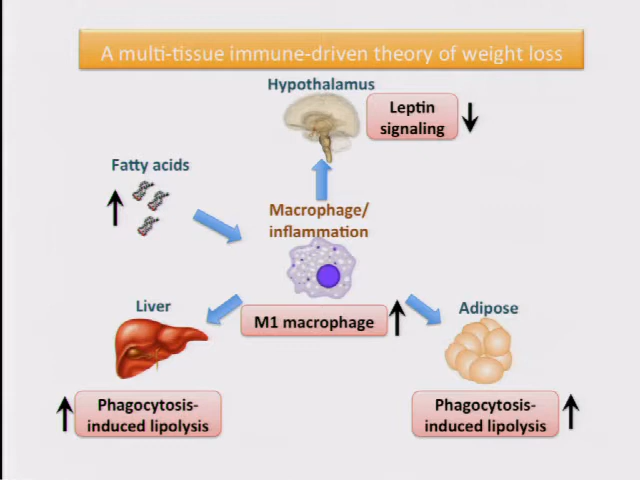 A multi-tissue immune-driven theory of weight loss
Hypothalamus
Leptin
signaling
Fatty acids
Macrophage/
inflammation
Liver
M1 macrophage
Adipose
Phagocytosis-
induced lipolysis
Phagocytosis-
induced lipolysis